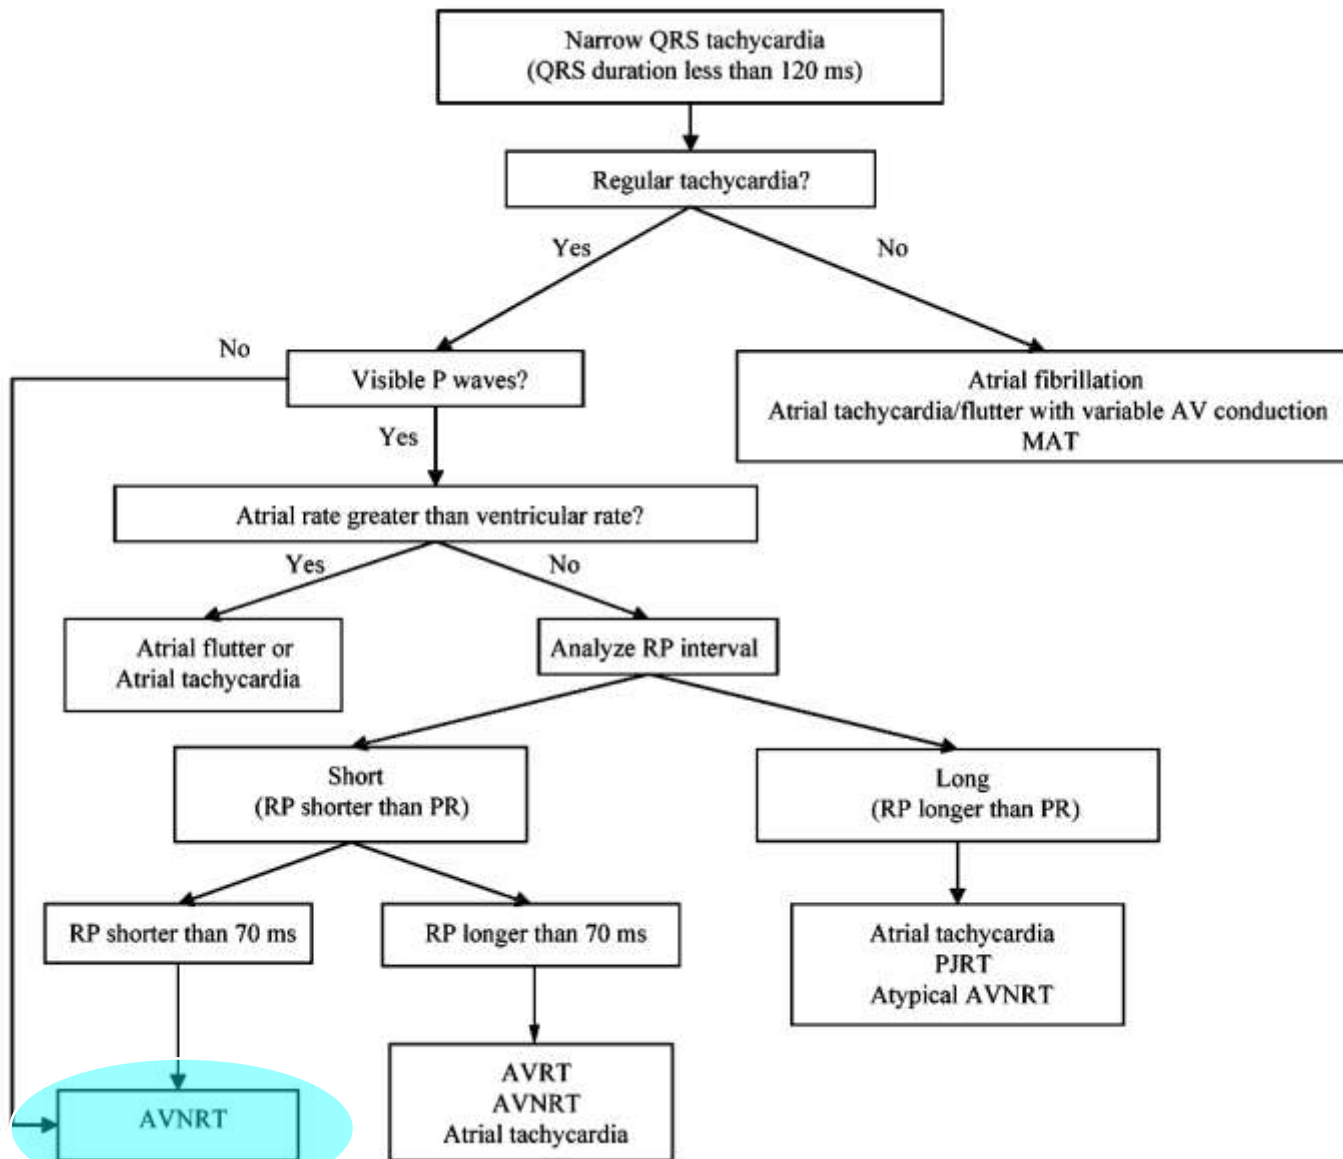 Narrow QRS tachycardia
(QRS duration less than 120 ms)
Regular tachycardia?
Yes
No
No
Visible P waves?
Atrial fibrillation
Atrial tachycardia/flutter with variable AV conduction
MAT
Yes
Atrial rate greater than ventricular rate?
Yes
No
Atrial flutter or
Atrial tachycardia
Analyze RP interval
Short
(RP shorter than PR)
Long
(RP longer than PR)
RP shorter than 70 ms
RP longer than 70 ms
Atrial tachycardia
PJRT
Atypical AVNRT
AVNRT
AVRT
AVNRT
Atrial tachycardia